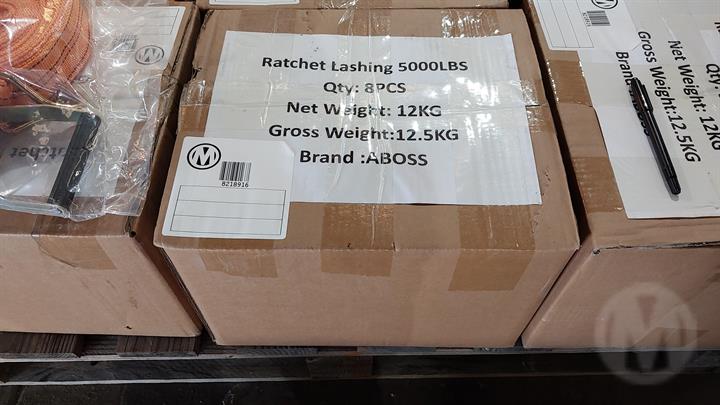 Ratchet Lashing 5000LBS
Qty: 8PCS
Net Weight: 12KG
Gross Weight:12.5KG
Brand :ABOSS
M
8218916
Ratchet
M
Net Weight: 12KG
Gross Weight:12.5KG
Brand
M
M